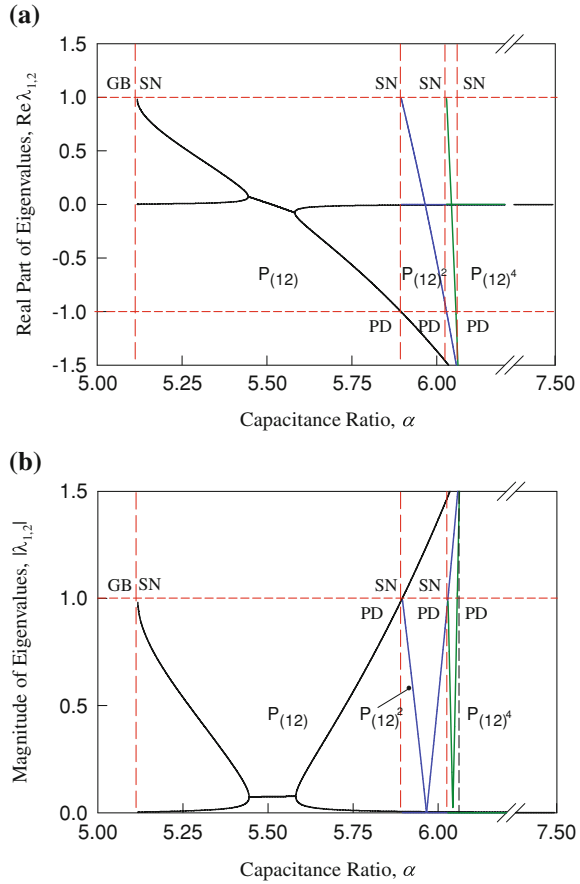 (a)
1.5
GB SN SN SN SN
1.0
0.5
0.0
-0.5
P(12) P(12)² P(12)⁴
-1.0
PD PD PD
-1.5
5.00 5.25 5.50 5.75 6.00 7.50
Real Part of Eigenvalues, Reλ1,2
Capacitance Ratio, α
(b)
1.5
GB SN SN SN
1.0
PD PD PD
P(12) P(12)² P(12)⁴
0.5
0.0
5.00 5.25 5.50 5.75 6.00 7.50
Magnitude of Eigenvalues, |λ1,2|
Capacitance Ratio, α